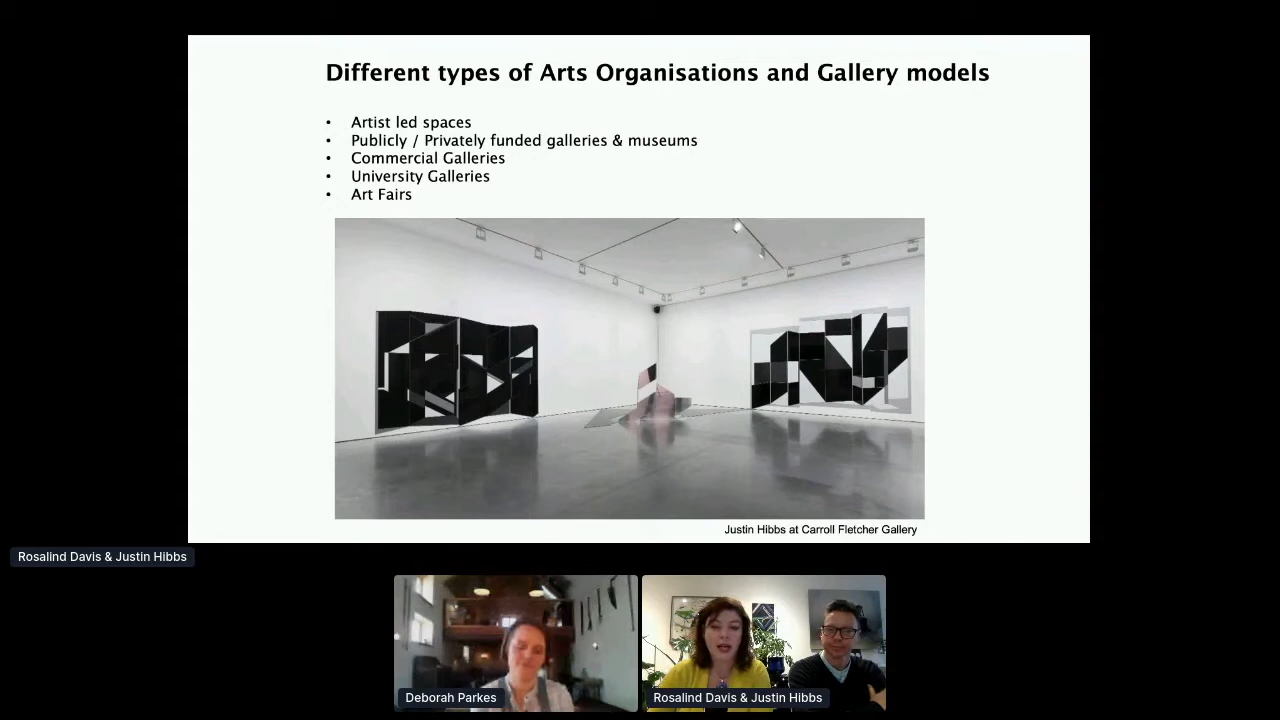 Different types of Arts Organisations and Gallery models
• Artist led spaces
• Publicly / Privately funded galleries & museums
• Commercial Galleries
• University Galleries
• Art Fairs
Justin Hibbs at Carroll Fletcher Gallery
Rosalind Davis & Justin Hibbs
Deborah Parkes
Rosalind Davis & Justin Hibbs